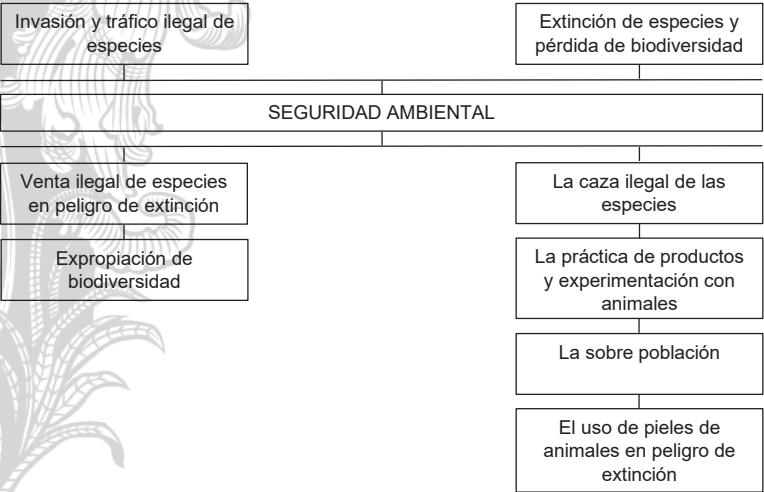 Invasión y tráfico ilegal de
especies
Extinción de especies y
pérdida de biodiversidad
SEGURIDAD AMBIENTAL
Venta ilegal de especies
en peligro de extinción
La caza ilegal de las
especies
Expropiación de
biodiversidad
La práctica de productos
y experimentación con
animales
La sobre población
El uso de pieles de
animales en peligro de
extinción